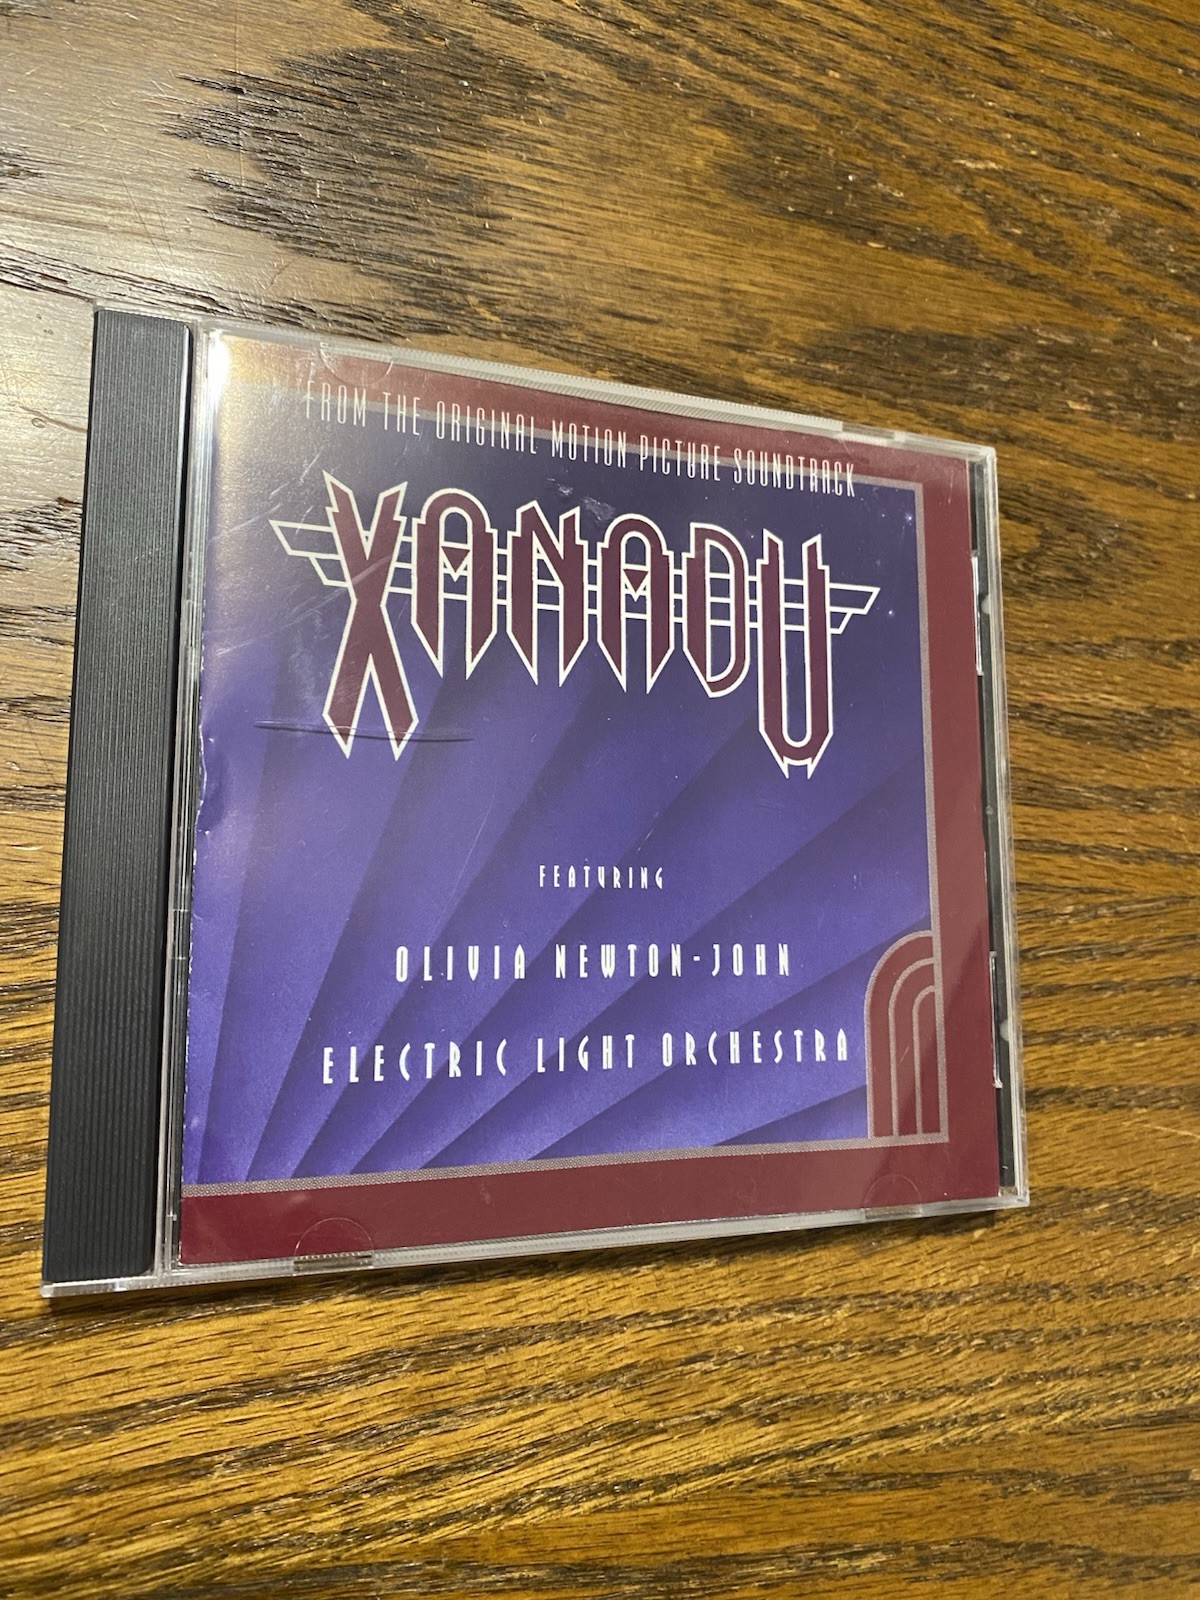 FROM THE ORIGINAL MOTION PICTURE SOUNDTRACK
XANADU
FEATURING
OLIVIA NEWTON-JOHN
ELECTRIC LIGHT ORCHESTRA